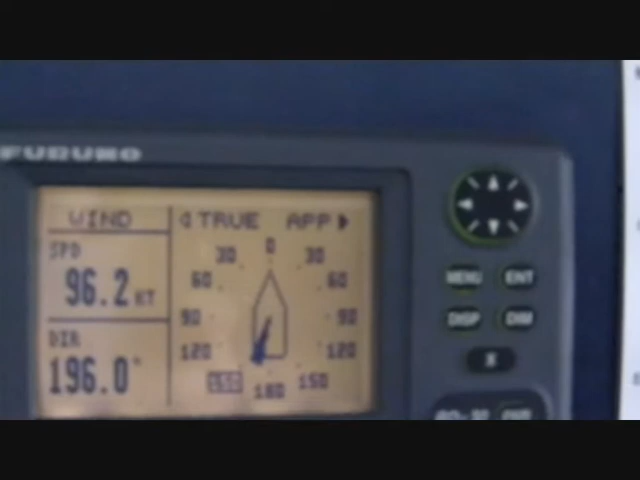 FURUNO
WIND
◁ TRUE APP ▶
SPD
96.2 KT
DIR
196.0°
0
30 30
60 60
90 90
120 120
150 180 150
MENU ENT
DISP DIM